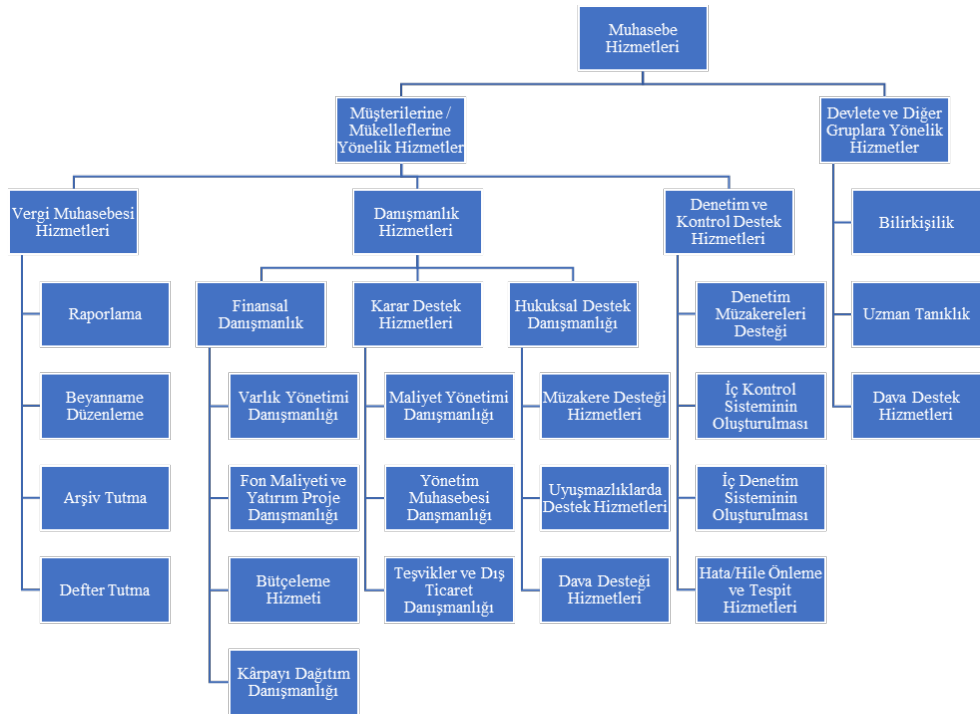 Muhasebe
Hizmetleri
Müşterilerine /
Mükelleflerine
Yönelik Hizmetler
Devlete ve Diğer
Gruplara Yönelik
Hizmetler
Vergi Muhasebesi
Hizmetleri
Danışmanlık
Hizmetleri
Denetim ve
Kontrol Destek
Hizmetleri
Bilirkişilik
Raporlama
Finansal
Danışmanlık
Karar Destek
Hizmetleri
Hukuksal Destek
Danışmanlığı
Denetim
Müzakereleri
Desteği
Uzman Tanıklık
Beyanname
Düzenleme
Varlık Yönetimi
Danışmanlığı
Maliyet Yönetimi
Danışmanlığı
Müzakere Desteği
Hizmetleri
İç Kontrol
Sisteminin
Oluşturulması
Dava Destek
Hizmetleri
Arşiv Tutma
Fon Maliyeti ve
Yatırım Proje
Danışmanlığı
Yönetim
Muhasebesi
Danşmanlığı
Uyuşmazlıklarda
Destek Hizmetleri
İç Denetim
Sisteminin
Oluşturulması
Defter Tutma
Bütçeleme
Hizmeti
Teşvikler ve Dış
Ticaret
Danışmanlığı
Dava Desteği
Hizmetleri
Hata/Hile Önleme
ve Tespit
Hizmetleri
Kârpayı Dağıtım
Danışmanlığı